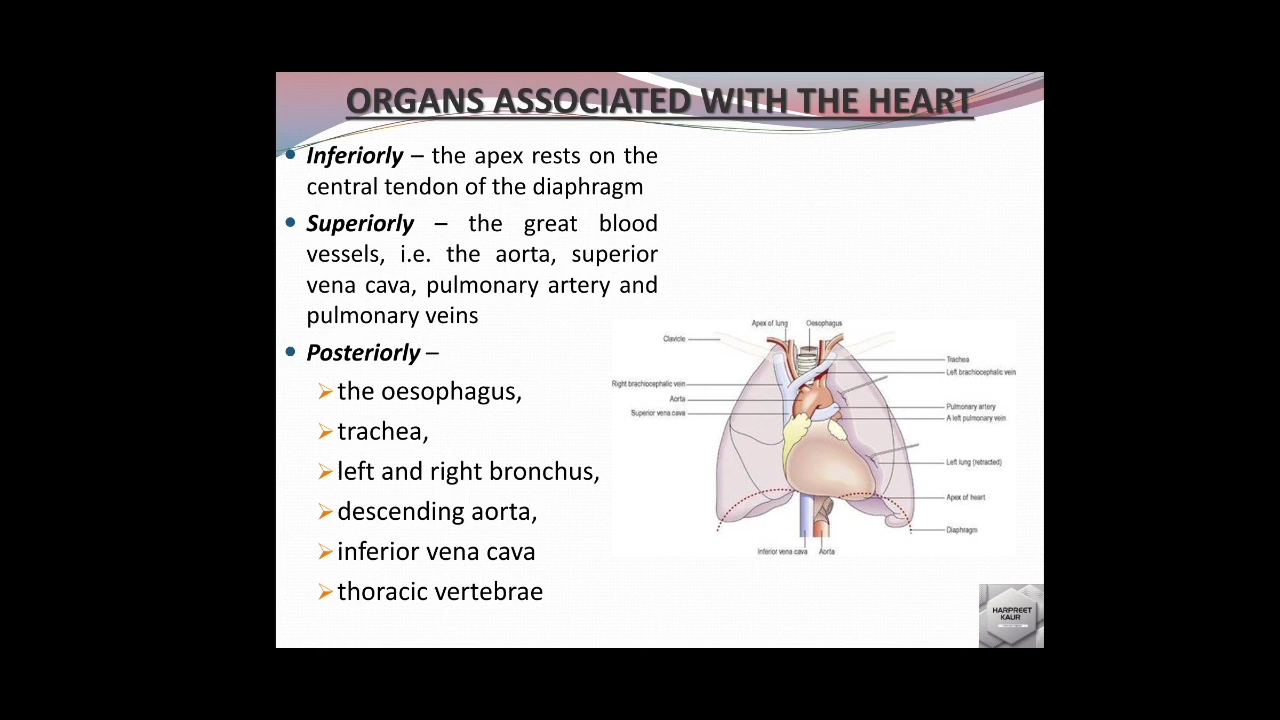 ORGANS ASSOCIATED WITH THE HEART
Inferiorly – the apex rests on the
central tendon of the diaphragm
Superiorly – the great blood
vessels, i.e. the aorta, superior
vena cava, pulmonary artery and
pulmonary veins
Posteriorly –
the oesophagus,
trachea,
left and right bronchus,
descending aorta,
inferior vena cava
thoracic vertebrae
Apex of lung
Oesophagus
Clavicle
Trachea
Left brachiocephalic vein
Right brachiocephalic vein
Aorta
Pulmonary artery
Superior vena cava
A left pulmonary vein
Left lung (retracted)
Apex of heart
Diaphragm
Inferior vena cava
Aorta
HARPREET
KAUR